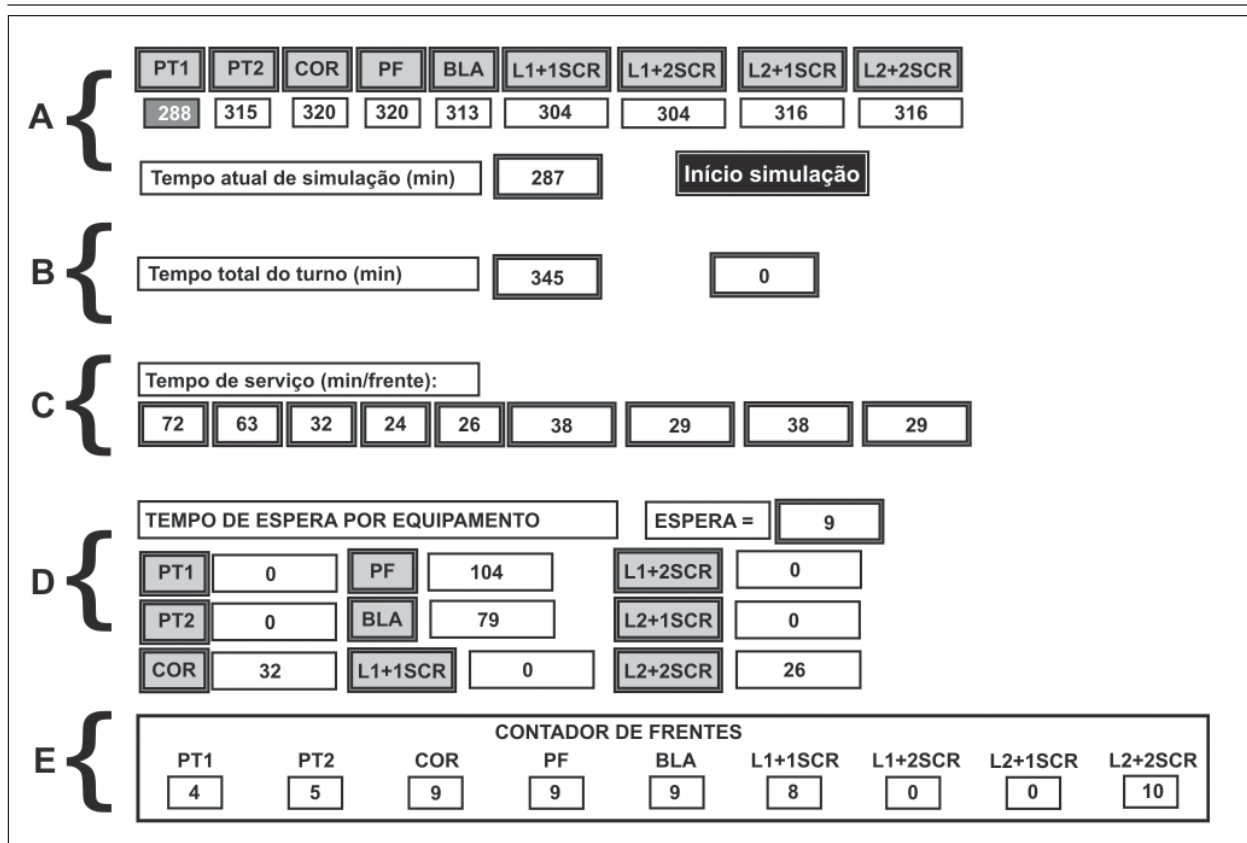 A
PT1 PT2 COR PF BLA L1+1SCR L1+2SCR L2+1SCR L2+2SCR
288 315 320 320 313 304 304 316 316
Tempo atual de simulação (min) 287 Início simulação
B
Tempo total do turno (min) 345 0
C
Tempo de serviço (min/frente):
72 63 32 24 26 38 29 38 29
D
TEMPO DE ESPERA POR EQUIPAMENTO ESPERA = 9
PT1 0 PF 104 L1+2SCR 0
PT2 0 BLA 79 L2+1SCR 0
COR 32 L1+1SCR 0 L2+2SCR 26
E
CONTADOR DE FRENTES
PT1 PT2 COR PF BLA L1+1SCR L1+2SCR L2+1SCR L2+2SCR
4 5 9 9 9 8 0 0 10